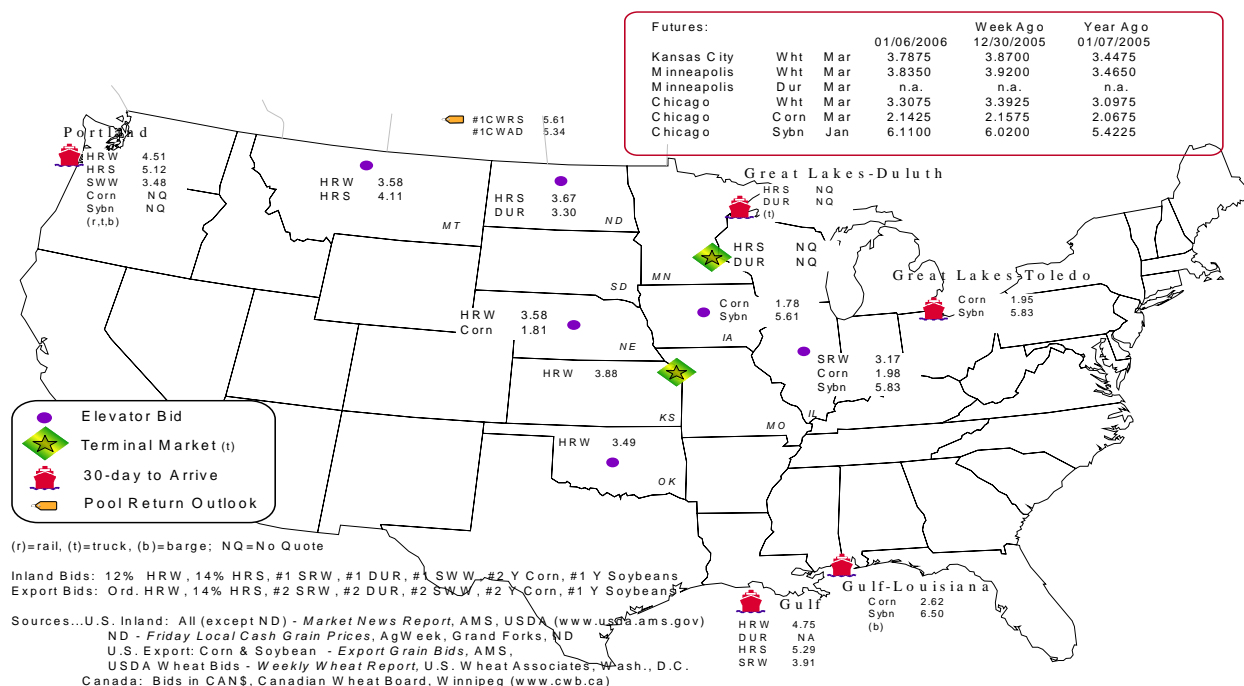 Futures:
Week Ago Year Ago
01/06/2006 12/30/2005 01/07/2005
Kansas City Wht Mar 3.7875 3.8700 3.4475
Minneapolis Wht Mar 3.8350 3.9200 3.4650
Minneapolis Dur Mar n.a. n.a. n.a.
Chicago Wht Mar 3.3075 3.3925 3.0975
Chicago Corn Mar 2.1425 2.1575 2.0675
Chicago Sybn Jan 6.1100 6.0200 5.4225
#1CWRS 5.61
#1CWAD 5.34
Portland
HRW 4.51
HRS 5.12
SWW 3.48
Corn NQ
Sybn NQ
(r,t,b)
HRW 3.58
HRS 4.11
MT
HRS 3.67
DUR 3.30
ND
Great Lakes-Duluth
HRS NQ
DUR NQ
(t)
HRS NQ
DUR NQ
MN
SD
Great Lakes-Toledo
Corn 1.95
Sybn 5.83
Corn 1.78
Sybn 5.61
IA
HRW 3.58
Corn 1.81
NE
SRW 3.17
Corn 1.98
Sybn 5.83
IL
HRW 3.88
KS
MO
HRW 3.49
OK
Elevator Bid
Terminal Market (t)
30-day to Arrive
Pool Return Outlook
(r)=rail, (t)=truck, (b)=barge; NQ=No Quote
Inland Bids: 12% HRW, 14% HRS, #1 SRW, #1 DUR, #1 SWW, #2 Y Corn, #1 Y Soybeans
Export Bids: Ord. HRW, 14% HRS, #2 SRW, #2 DUR, #2 SWW, #2 Y Corn, #1 Y Soybeans
Gulf-Louisiana
Corn 2.62
Sybn 6.50
(b)
Gulf
HRW 4.75
DUR NA
HRS 5.29
SRW 3.91
Sources...U.S. Inland: All (except ND) - Market News Report, AMS, USDA (www.usda.ams.gov)
ND - Friday Local Cash Grain Prices, AgWeek, Grand Forks, ND
U.S. Export: Corn & Soybean - Export Grain Bids, AMS,
USDA Wheat Bids - Weekly Wheat Report, U.S. Wheat Associates, Wash., D.C.
Canada: Bids in CAN$, Canadian Wheat Board, Winnipeg (www.cwb.ca)